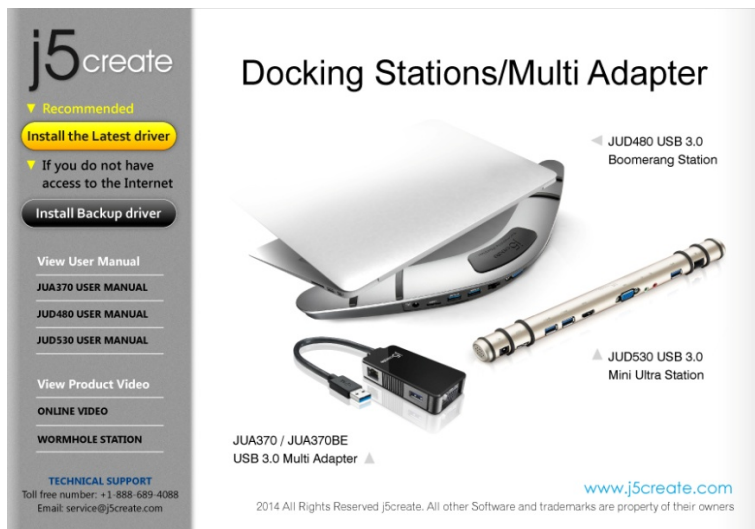 j5create
Recommended
Install the Latest driver
If you do not have
access to the Internet
Install Backup driver
View User Manual
JUA370 USER MANUAL
JUD480 USER MANUAL
JUD530 USER MANUAL
View Product Video
ONLINE VIDEO
WORMHOLE STATION
TECHNICAL SUPPORT
Toll free number: +1-888-689-4088
Email: service@j5create.com
Docking Stations/Multi Adapter
JUD480 USB 3.0
Boomerang Station
j5create
j5create
JUD530 USB 3.0
Mini Ultra Station
JUA370 / JUA370BE
USB 3.0 Multi Adapter
www.j5create.com
2014 All Rights Reserved j5create. All other Software and trademarks are property of their owners